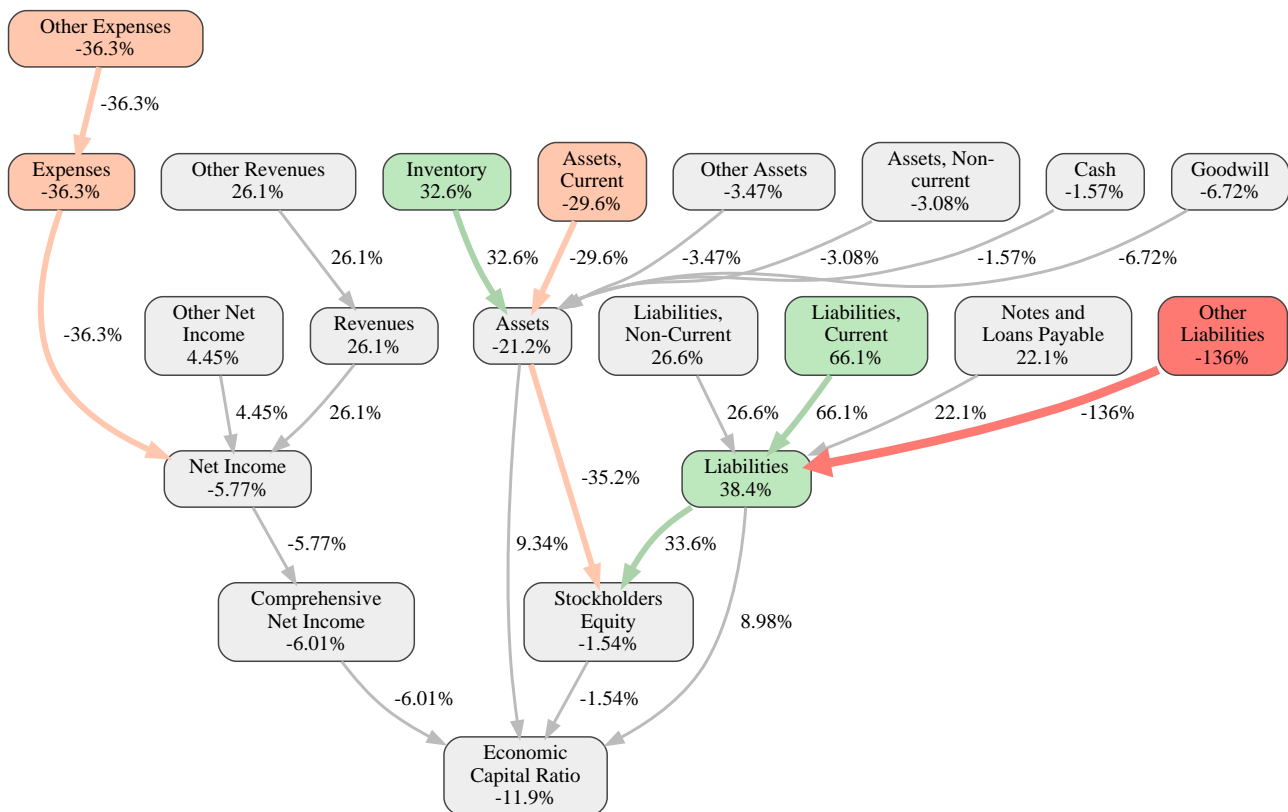 Other Expenses
-36.3%
-36.3%
Expenses
-36.3%
Other Revenues
26.1%
Inventory
32.6%
Assets,
Current
-29.6%
Other Assets
-3.47%
Assets, Non-
current
-3.08%
Cash
-1.57%
Goodwill
-6.72%
26.1%
32.6%
-29.6%
-3.47%
-3.08%
-1.57%
-6.72%
-36.3%
Other Net
Income
4.45%
Revenues
26.1%
Assets
-21.2%
Liabilities,
Non-Current
26.6%
Liabilities,
Current
66.1%
Notes and
Loans Payable
22.1%
Other
Liabilities
-136%
4.45%
26.1%
26.6%
66.1%
22.1%
-136%
Net Income
-5.77%
-35.2%
Liabilities
38.4%
-5.77%
9.34%
33.6%
Comprehensive
Net Income
-6.01%
Stockholders
Equity
-1.54%
8.98%
-6.01%
-1.54%
Economic
Capital Ratio
-11.9%